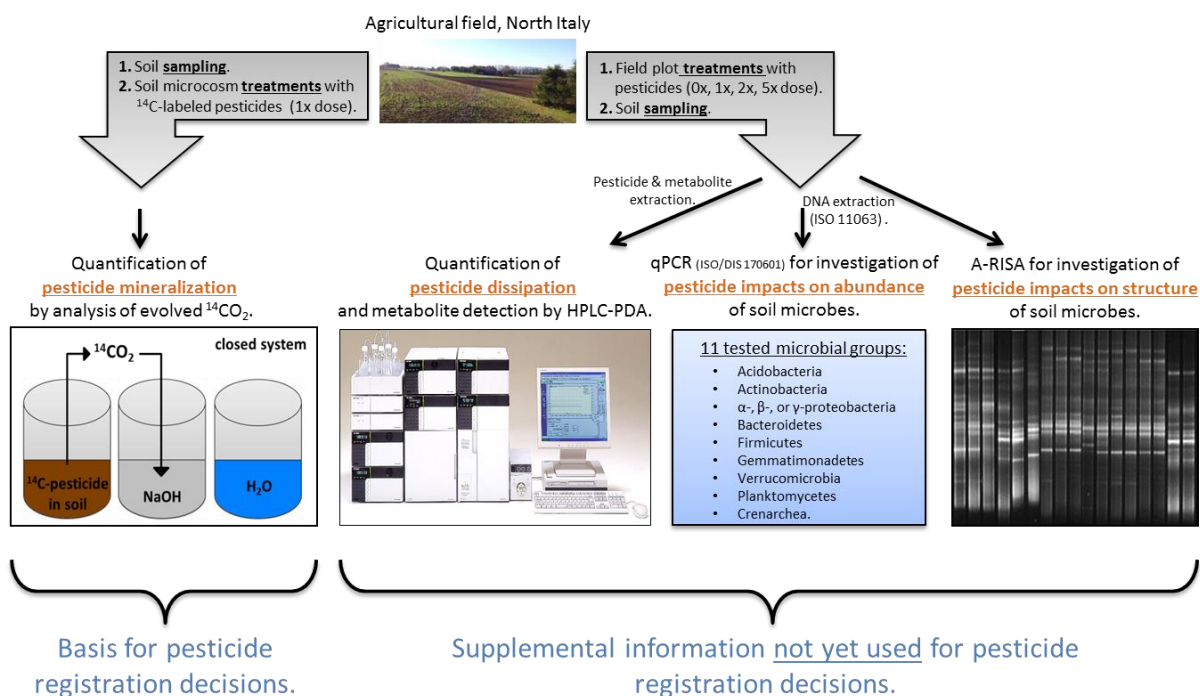 Agricultural field, North Italy
1. Soil sampling.
2. Soil microcosm treatments with
¹⁴C-labeled pesticides (1x dose).
1. Field plot treatments with
pesticides (0x, 1x, 2x, 5x dose).
2. Soil sampling.
Pesticide & metabolite
extraction.
DNA extraction
(ISO 11063) .
Quantification of
pesticide mineralization
by analysis of evolved ¹⁴CO₂.
Quantification of
pesticide dissipation
and metabolite detection by HPLC-PDA.
qPCR (ISO/DIS 170601) for investigation of
pesticide impacts on abundance
of soil microbes.
A-RISA for investigation of
pesticide impacts on structure
of soil microbes.
¹⁴CO₂
closed system
¹⁴C-pesticide
in soil
NaOH
H₂O
11 tested microbial groups:
• Acidobacteria
• Actinobacteria
• α-, β-, or γ-proteobacteria
• Bacteroidetes
• Firmicutes
• Gemmatimonadetes
• Verrucomicrobia
• Planktomycetes
• Crenarchea.
Basis for pesticide
registration decisions.
Supplemental information not yet used for pesticide
registration decisions.